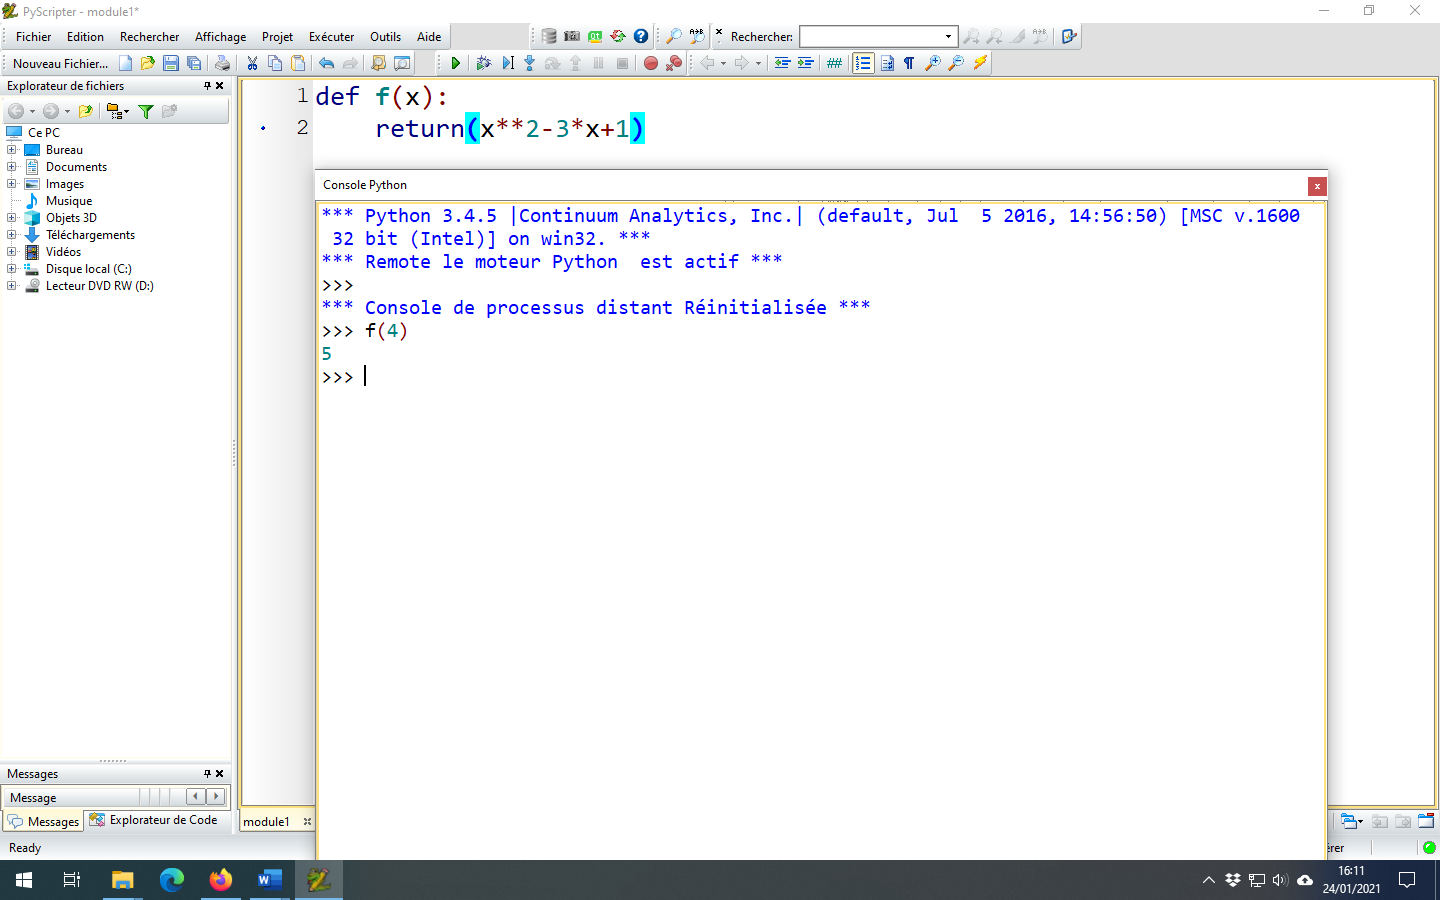 PyScripter - module1*
Fichier Edition Rechercher Affichage Projet Exécuter Outils Aide
Rechercher:
Nouveau Fichier...
Explorateur de fichiers
Ce PC
Bureau
Documents
Images
Musique
Objets 3D
Téléchargements
Vidéos
Disque local (C:)
Lecteur DVD RW (D:)
1 def f(x):
2 return(x**2-3*x+1)
Console Python
*** Python 3.4.5 |Continuum Analytics, Inc.| (default, Jul  5 2016, 14:56:50) [MSC v.1600
32 bit (Intel)] on win32. ***
*** Remote le moteur Python  est actif ***
>>>
*** Console de processus distant Réinitialisée ***
>>> f(4)
5
>>>
Messages
Message
Messages Explorateur de Code
module1
Ready
érer
16:11
24/01/2021